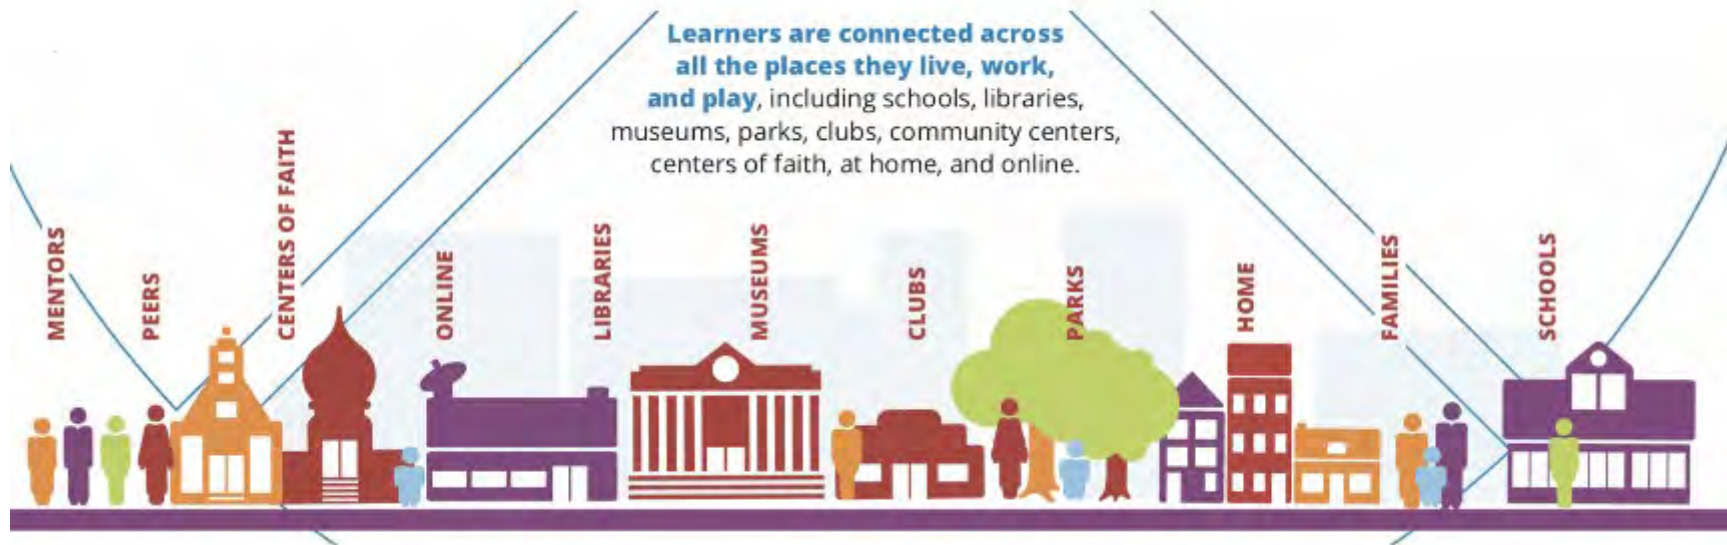 Learners are connected across
all the places they live, work,
and play, including schools, libraries,
museums, parks, clubs, community centers,
centers of faith, at home, and online.
MENTORS
PEERS
CENTERS OF FAITH
ONLINE
LIBRARIES
MUSEUMS
CLUBS
PARKS
HOME
FAMILIES
SCHOOLS